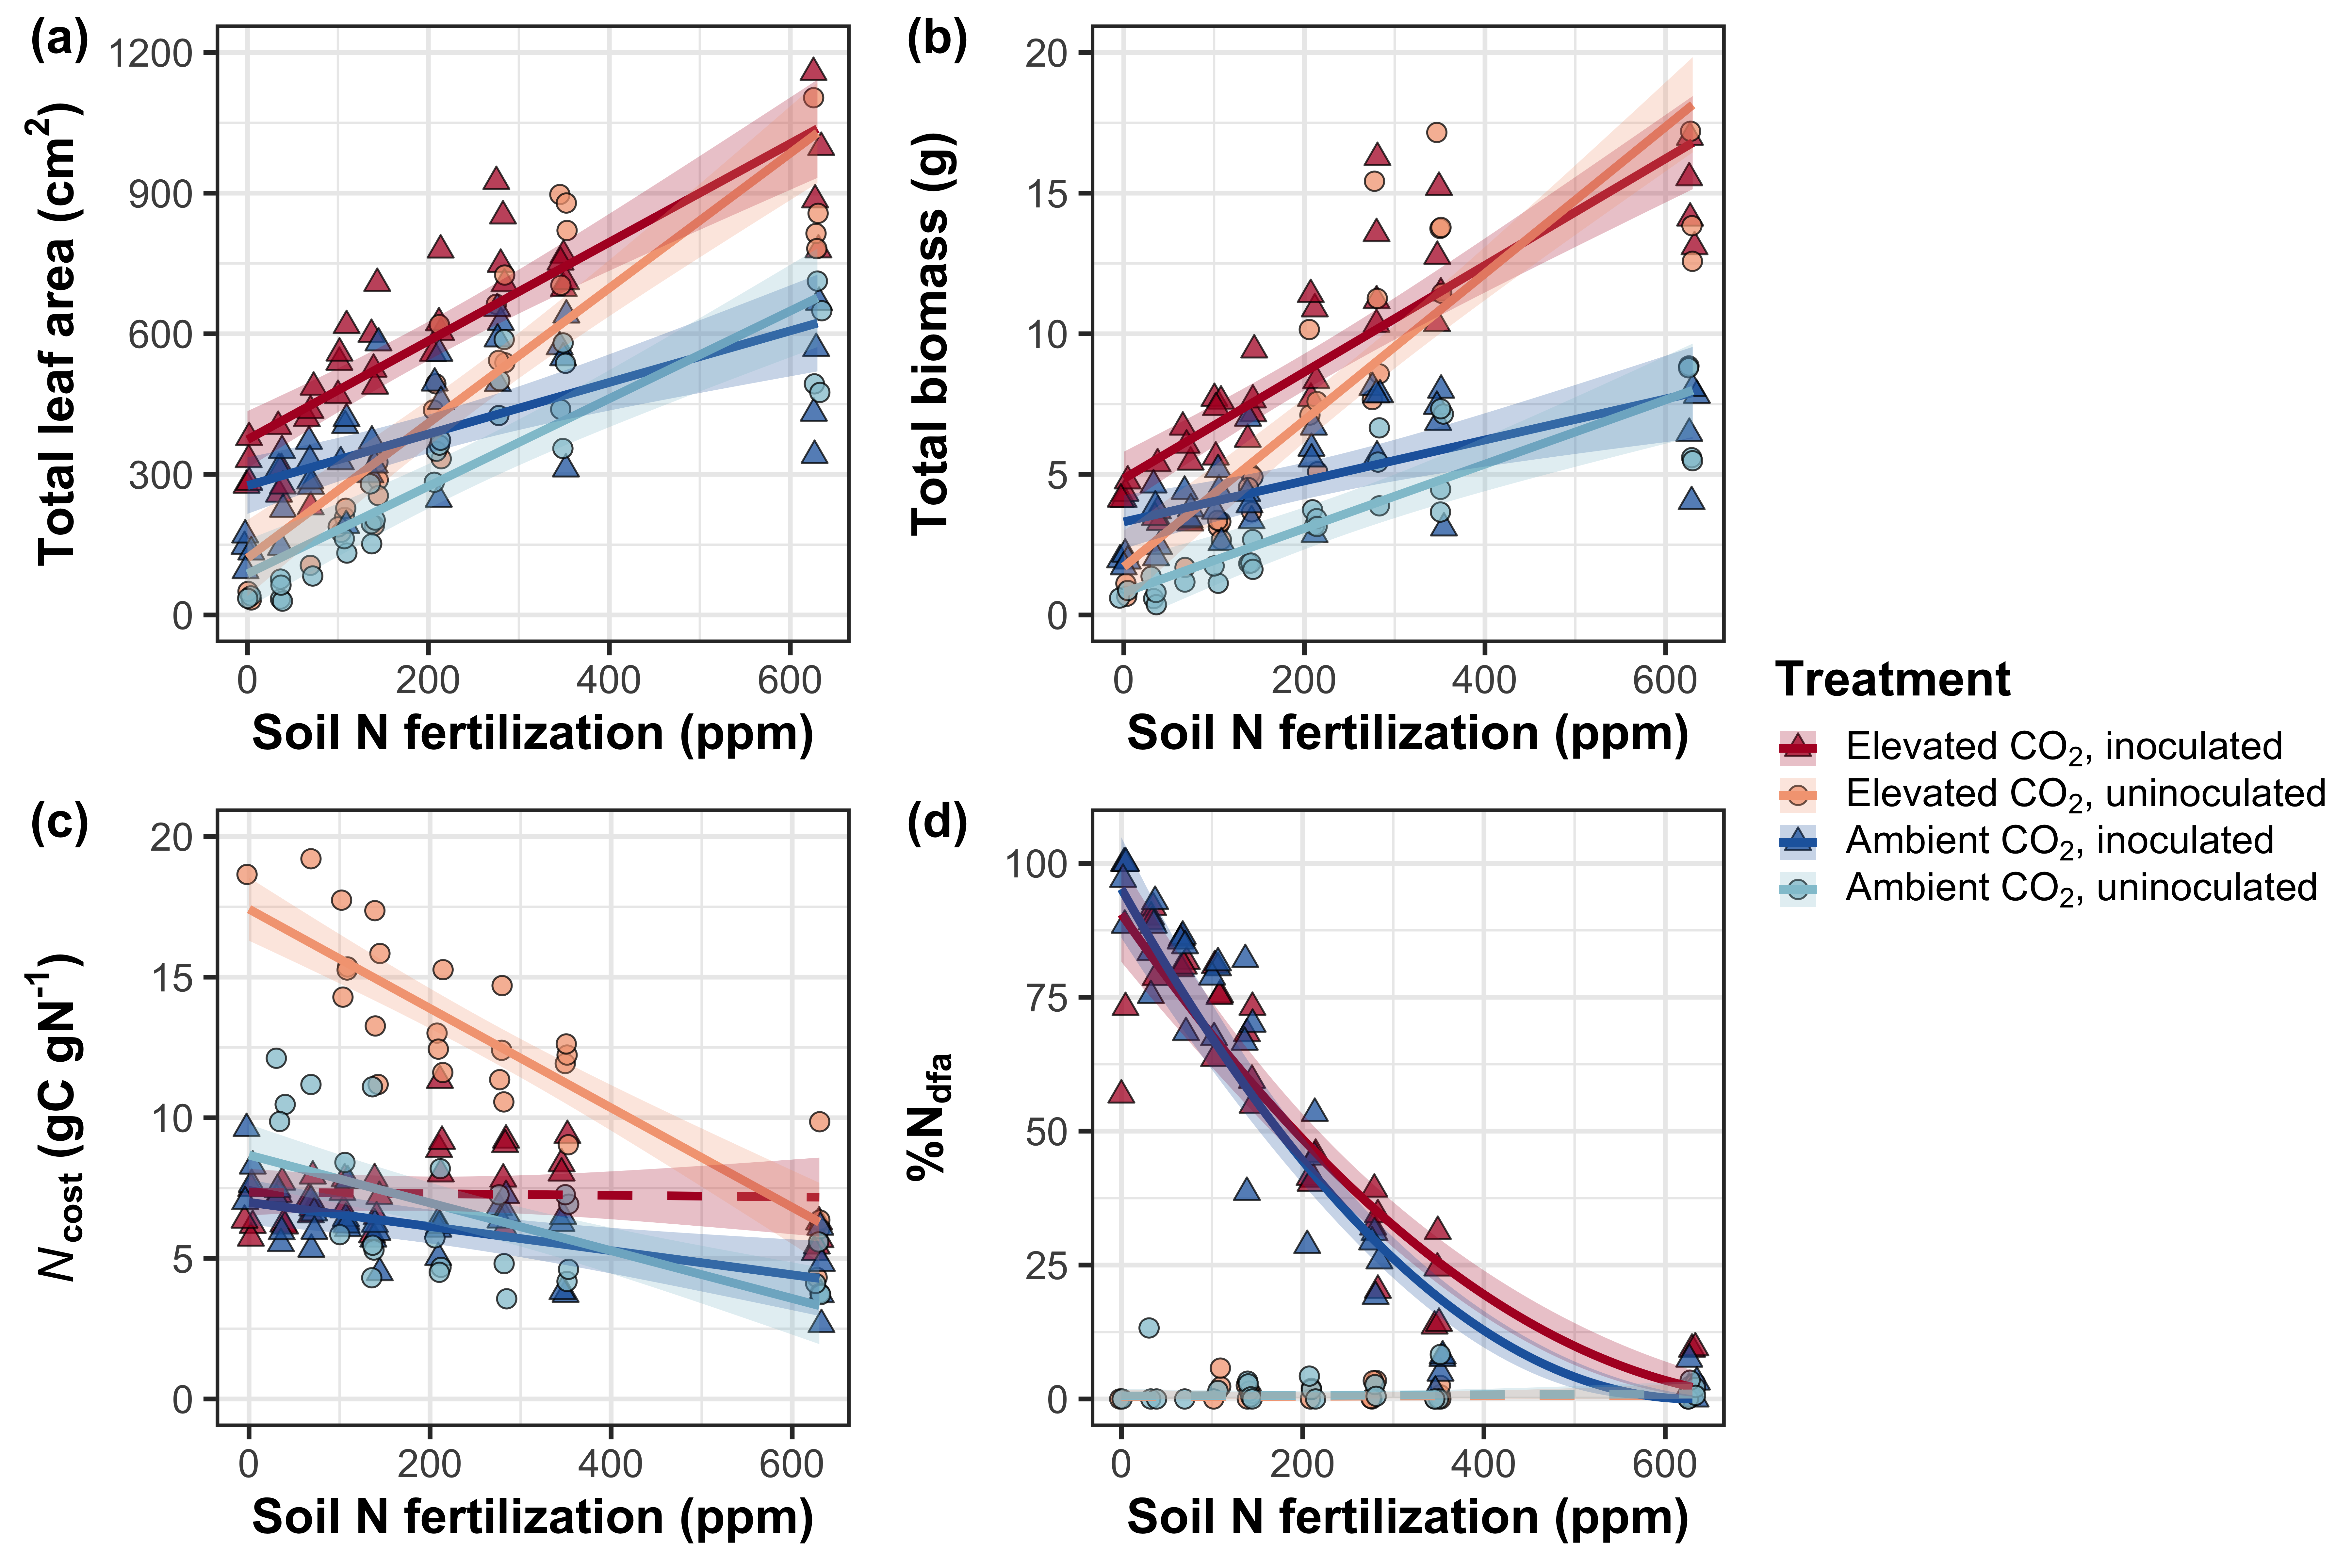 (a)
1200
900
600
300
0
Total leaf area (cm²)
0 200 400 600
Soil N fertilization (ppm)
(b)
20
15
10
5
0
Total biomass (g)
0 200 400 600
Soil N fertilization (ppm)
(c)
20
15
10
5
0
Ncost (gC gN⁻¹)
0 200 400 600
Soil N fertilization (ppm)
(d)
100
75
50
25
0
%Ndfa
0 200 400 600
Soil N fertilization (ppm)
Treatment
Elevated CO₂, inoculated
Elevated CO₂, uninoculated
Ambient CO₂, inoculated
Ambient CO₂, uninoculated